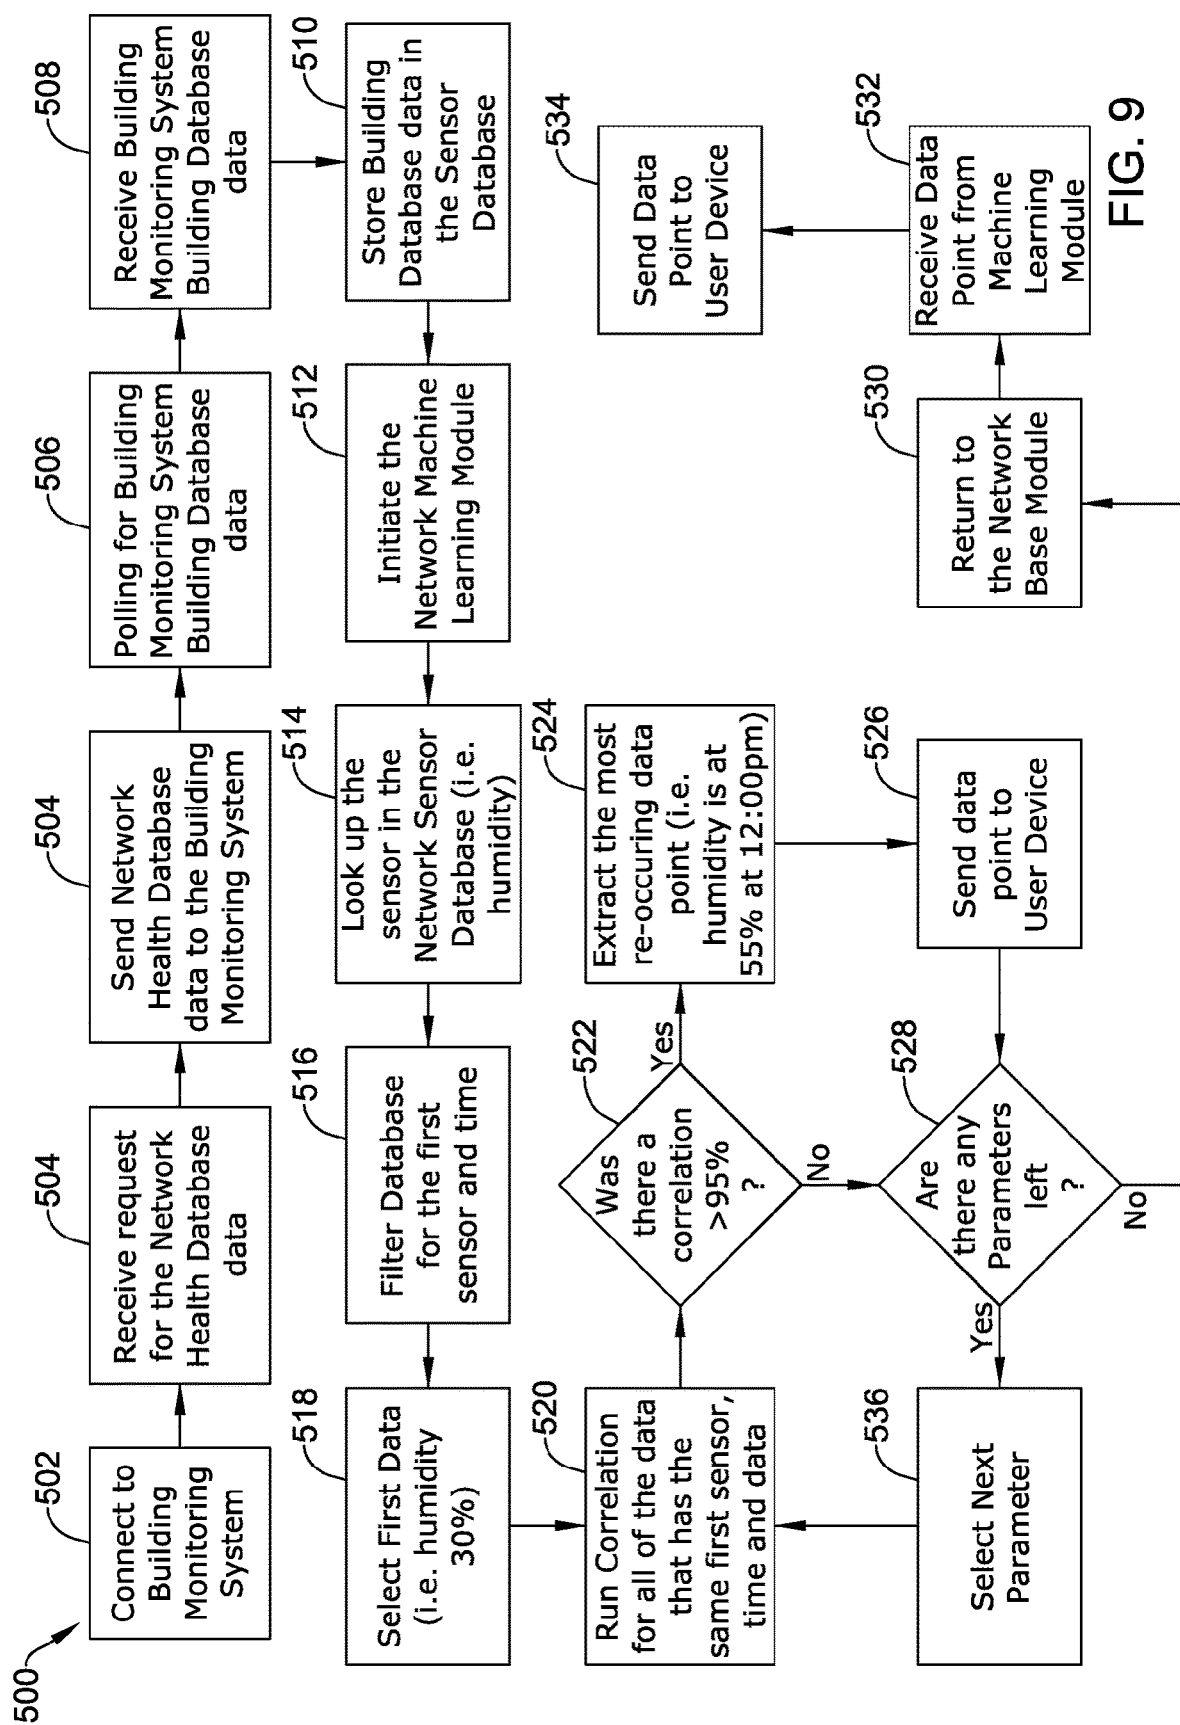 500
502
Connect to
Building
Monitoring
System
504
Receive request
for the Network
Health Database
data
504
Send Network
Health Database
data to the Building
Monitoring System
506
Polling for Building
Monitoring System
Building Database
data
508
Receive Building
Monitoring System
Building Database
data
510
Store Building
Database data in
the Sensor
Database
512
Initiate the
Network Machine
Learning Module
514
Look up the
sensor in the
Network Sensor
Database (i.e.
humidity)
516
Filter Database
for the first
sensor and time
518
Select First Data
(i.e. humidity
30%)
520
Run Correlation
for all of the data
that has the
same first sensor,
time and data
522
Was
there a
correlation
>95%
?
Yes
No
524
Extract the most
re-occuring data
point (i.e.
humidity is at
55% at 12:00pm)
526
Send data
point to
User Device
528
Are
there any
Parameters
left
?
Yes
No
536
Select Next
Parameter
530
Return to
the Network
Base Module
532
Receive Data
Point from
Machine
Learning
Module
534
Send Data
Point to
User Device
FIG. 9